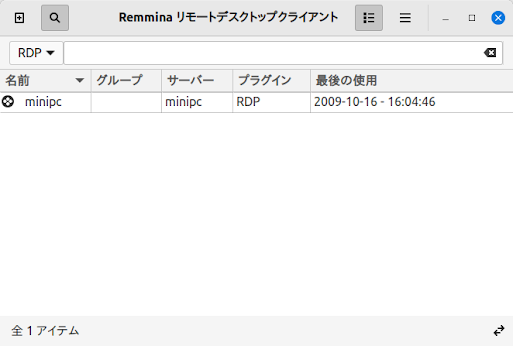 Remmina リモートデスクトップクライアント
RDP
名前 グループ サーバー プラグイン 最後の使用
minipc minipc RDP 2009-10-16 - 16:04:46
全 1 アイテム